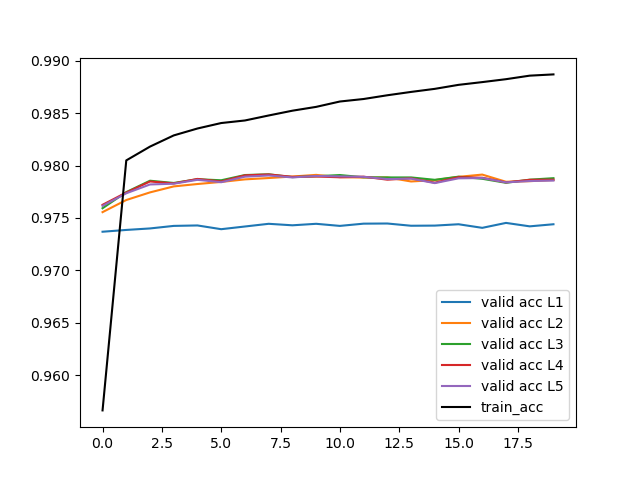 0.990
0.985
0.980
0.975
0.970
0.965
0.960
valid acc L1
valid acc L2
valid acc L3
valid acc L4
valid acc L5
train_acc
0.0 2.5 5.0 7.5 10.0 12.5 15.0 17.5